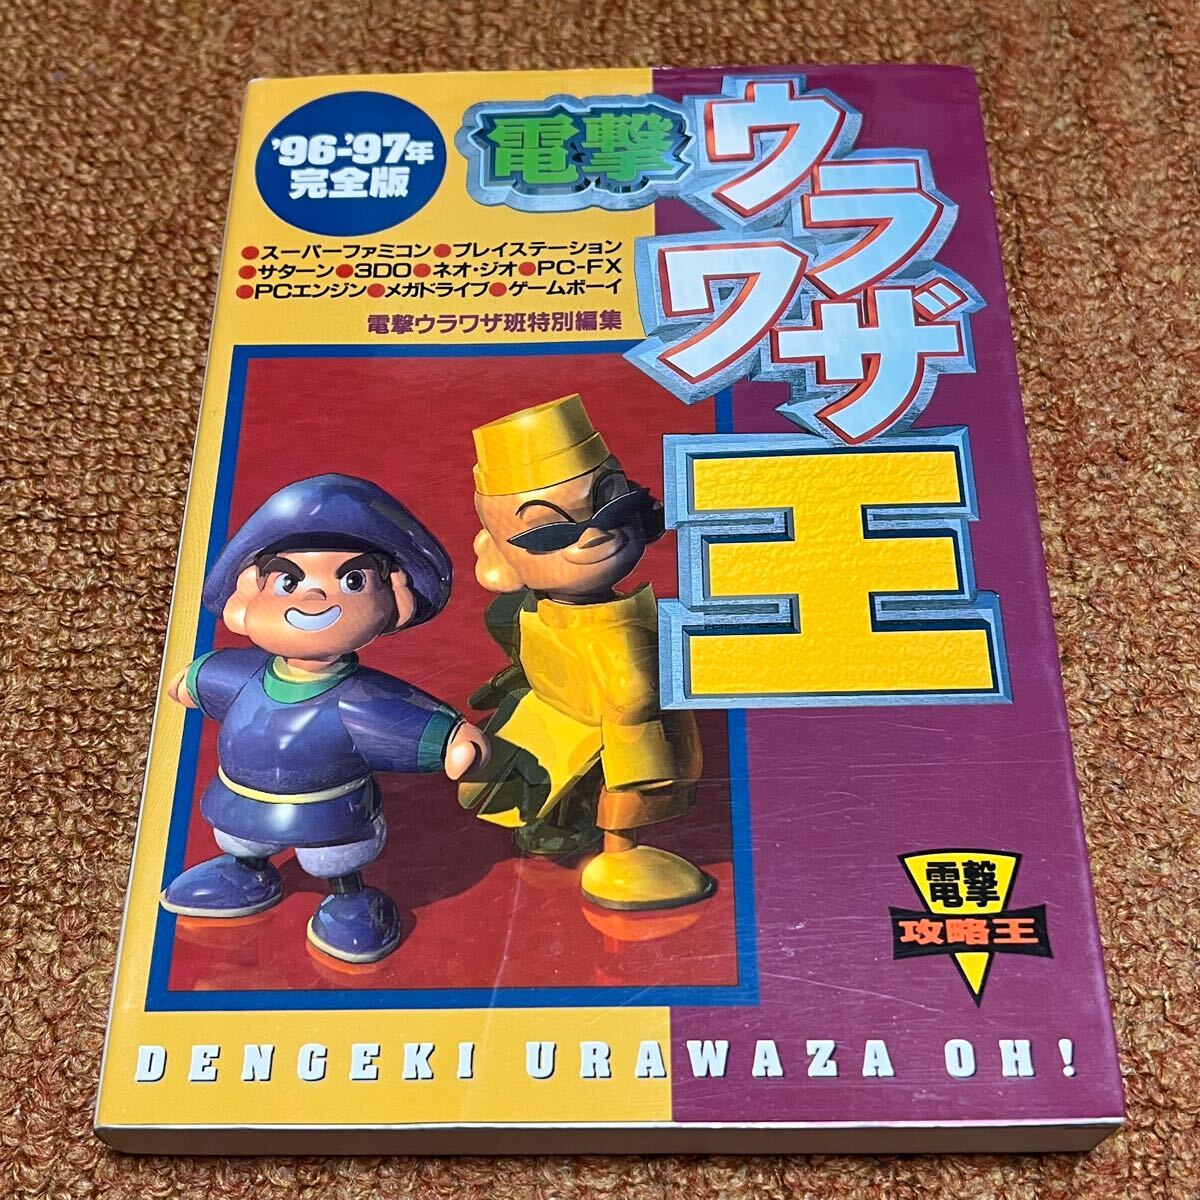 '96-'97年
完全版
電撃
ウラワザ
王
●スーパーファミコン●プレイステーション
●サターン●3DO●ネオ・ジオ●PC-FX
●PCエンジン●メガドライブ●ゲームボーイ
電撃ウラワザ班特別編集
電撃
攻略王
DENGEKI URAWAZA OH!